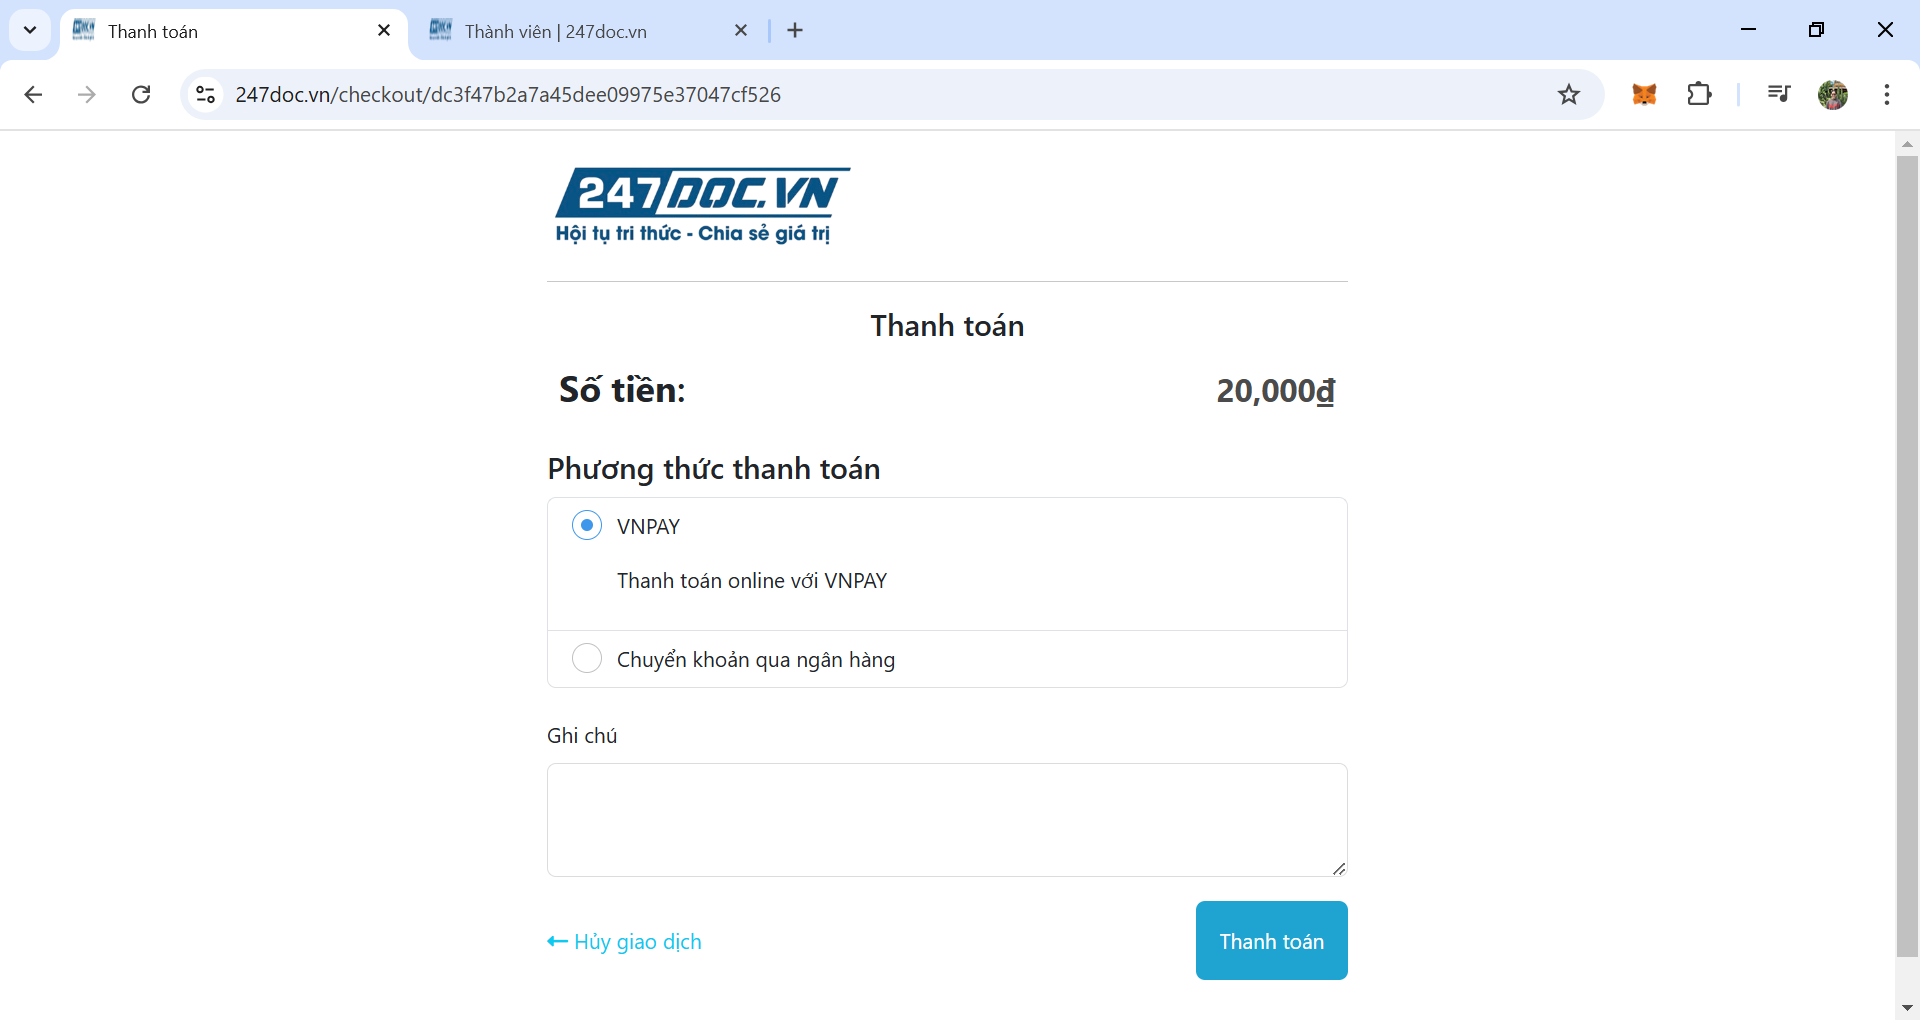 Thanh toán
Thành viên | 247doc.vn
247doc.vn/checkout/dc3f47b2a7a45dee09975e37047cf526
247DOC.VN
Hội tụ tri thức - Chia sẻ giá trị
Thanh toán
Số tiền: 20,000₫
Phương thức thanh toán
VNPAY
Thanh toán online với VNPAY
Chuyển khoản qua ngân hàng
Ghi chú
Hủy giao dịch
Thanh toán